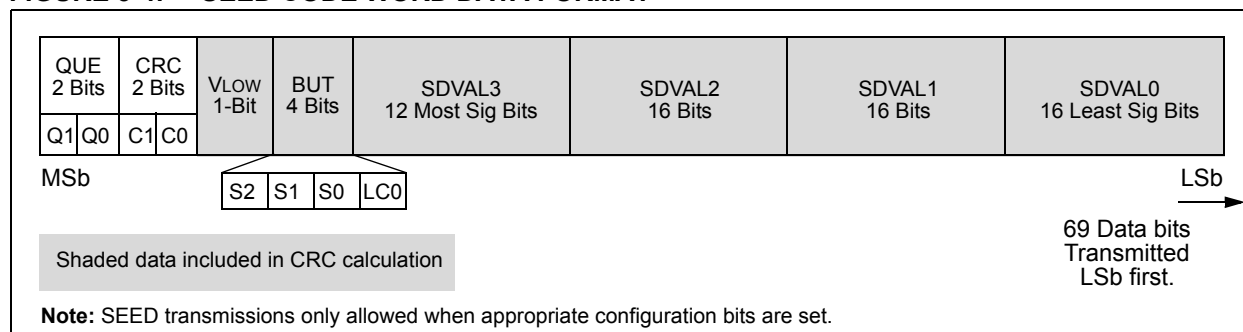 QUE
2 Bits
CRC
2 Bits
VLOW
1-Bit
BUT
4 Bits
SDVAL3
12 Most Sig Bits
SDVAL2
16 Bits
SDVAL1
16 Bits
SDVAL0
16 Least Sig Bits
Q1 Q0 C1 C0
MSb
LSb
S2 S1 S0 LC0
69 Data bits
Transmitted
LSb first.
Shaded data included in CRC calculation
Note: SEED transmissions only allowed when appropriate configuration bits are set.